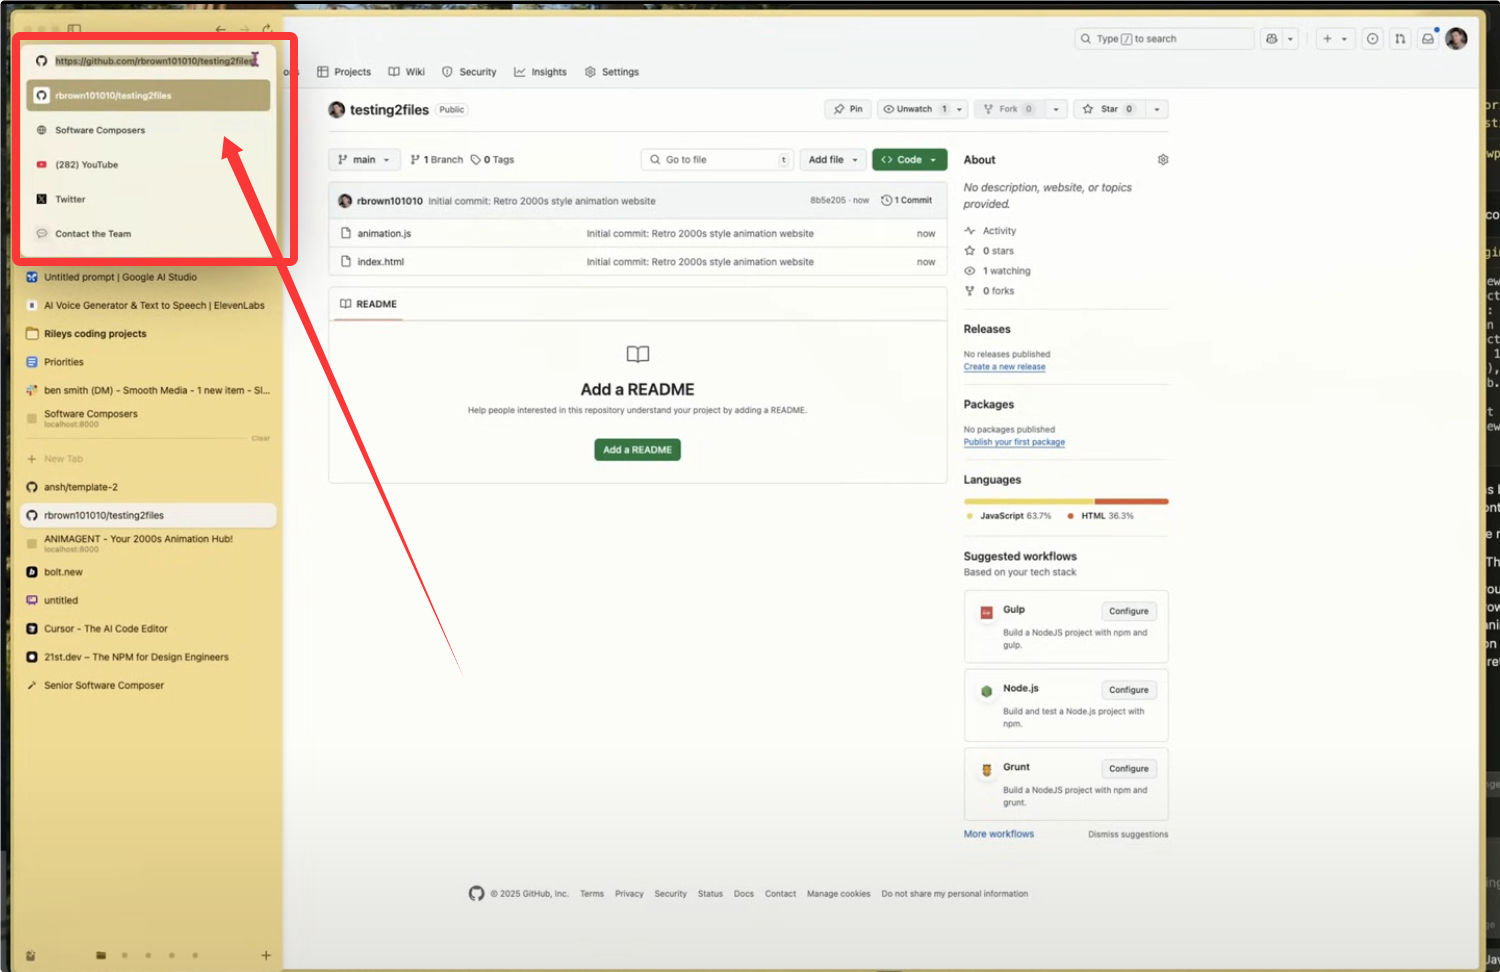 https://github.com/rbrown101010/testing2files
rbrown101010/testing2files
Software Composers
(282) YouTube
Twitter
Contact the Team
Untitled prompt | Google AI Studio
AI Voice Generator & Text to Speech | ElevenLabs
Rileys coding projects
Priorities
ben smith (DM) - Smooth Media - 1 new item - Sl...
Software Composers
localhost:8000
Clear
New Tab
ansh/template-2
rbrown101010/testing2files
ANIMAGENT - Your 2000s Animation Hub!
localhost:8000
bolt.new
untitled
Cursor - The AI Code Editor
21st.dev – The NPM for Design Engineers
Senior Software Composer
Type / to search
Projects Wiki Security Insights Settings
testing2files Public
Pin Unwatch 1 Fork 0 Star 0
main 1 Branch 0 Tags Go to file t Add file <> Code
rbrown101010 Initial commit: Retro 2000s style animation website 8b5e205 · now 1 Commit
animation.js Initial commit: Retro 2000s style animation website now
index.html Initial commit: Retro 2000s style animation website now
README
Add a README
Help people interested in this repository understand your project by adding a README.
Add a README
About
No description, website, or topics
provided.
Activity
0 stars
1 watching
0 forks
Releases
No releases published
Create a new release
Packages
No packages published
Publish your first package
Languages
JavaScript 63.7% HTML 36.3%
Suggested workflows
Based on your tech stack
Gulp Configure
Build a NodeJS project with npm and
gulp.
Node.js Configure
Build and test a Node.js project with
npm.
Grunt Configure
Build a NodeJS project with npm and
grunt.
More workflows Dismiss suggestions
© 2025 GitHub, Inc. Terms Privacy Security Status Docs Contact Manage cookies Do not share my personal information